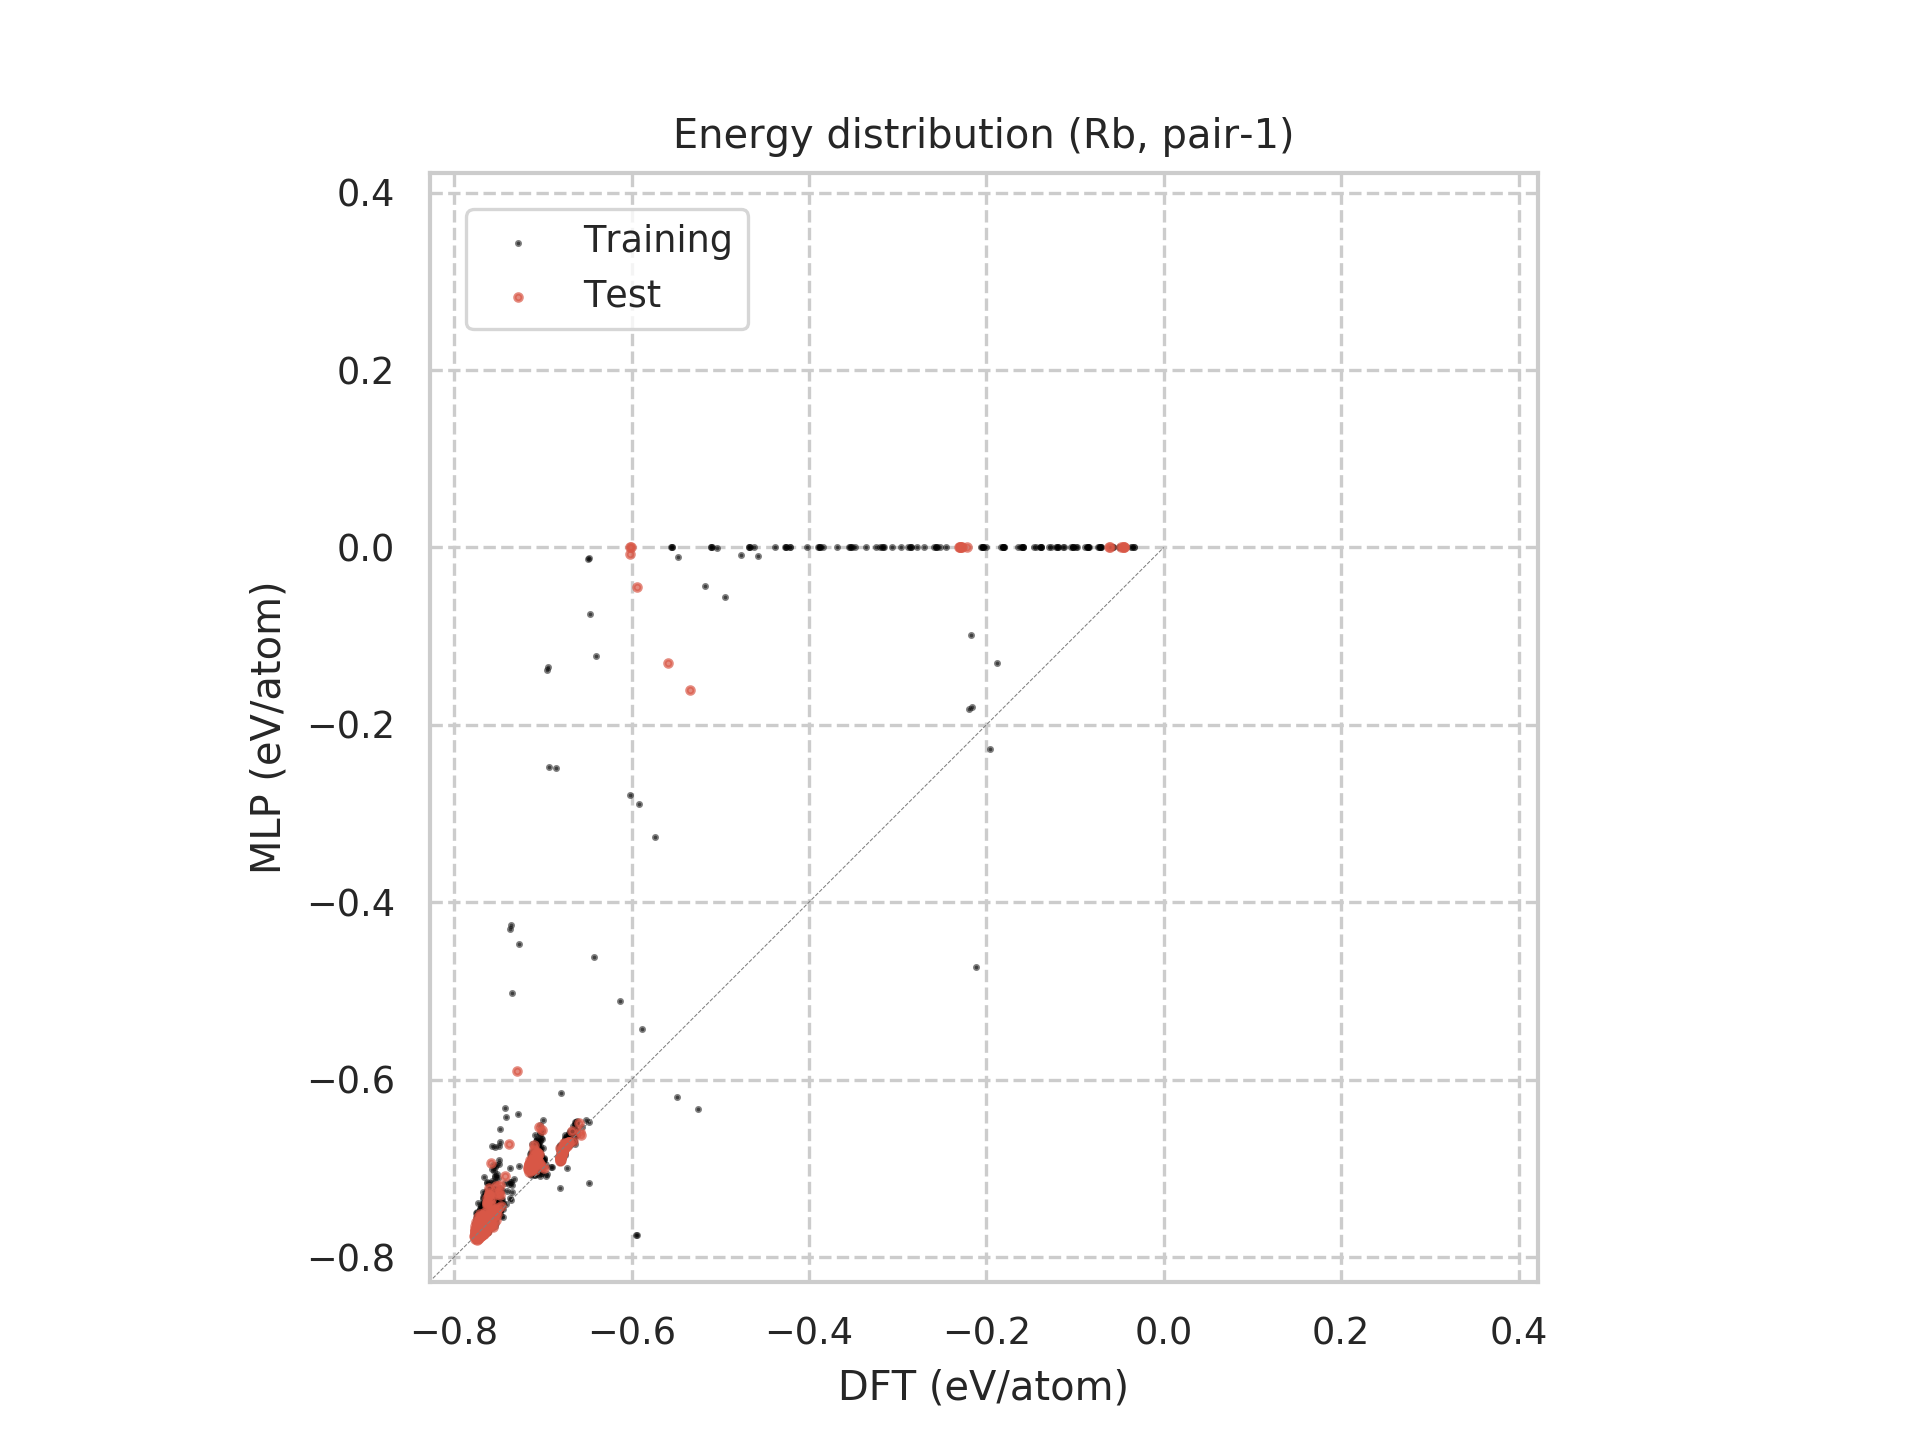 Energy distribution (Rb, pair-1)
0.4
0.2
0.0
−0.2
−0.4
−0.6
−0.8
MLP (eV/atom)
Training
Test
−0.8 −0.6 −0.4 −0.2 0.0 0.2 0.4
DFT (eV/atom)